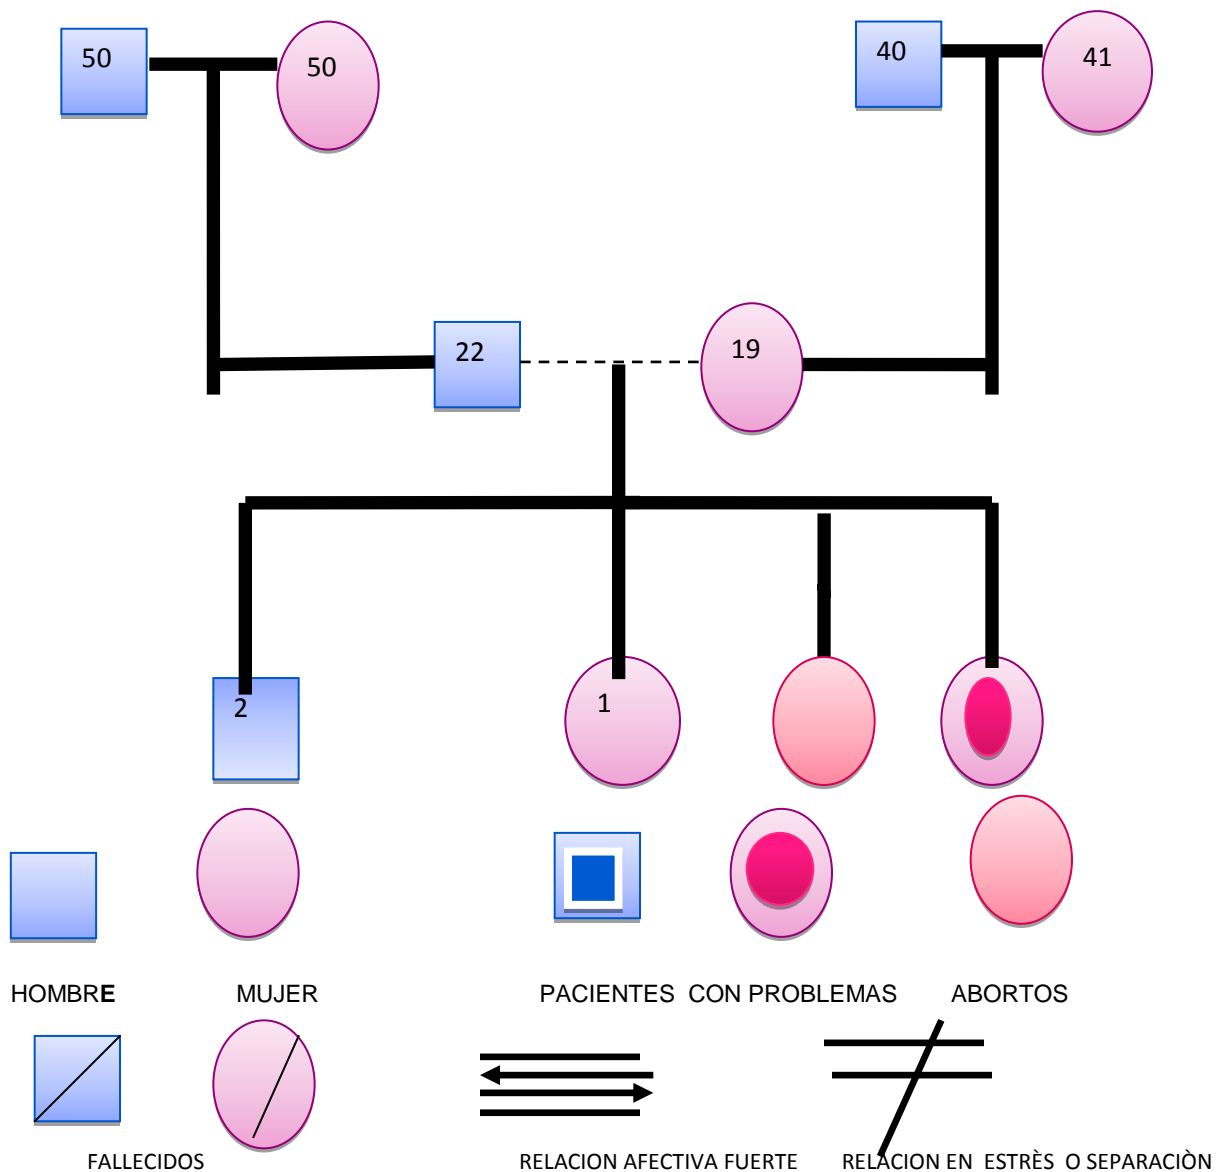 50 50 40 41
22 19
2 1
HOMBRE MUJER PACIENTES CON PROBLEMAS ABORTOS
FALLECIDOS RELACION AFECTIVA FUERTE RELACION EN ESTRÈS O SEPARACIÒN